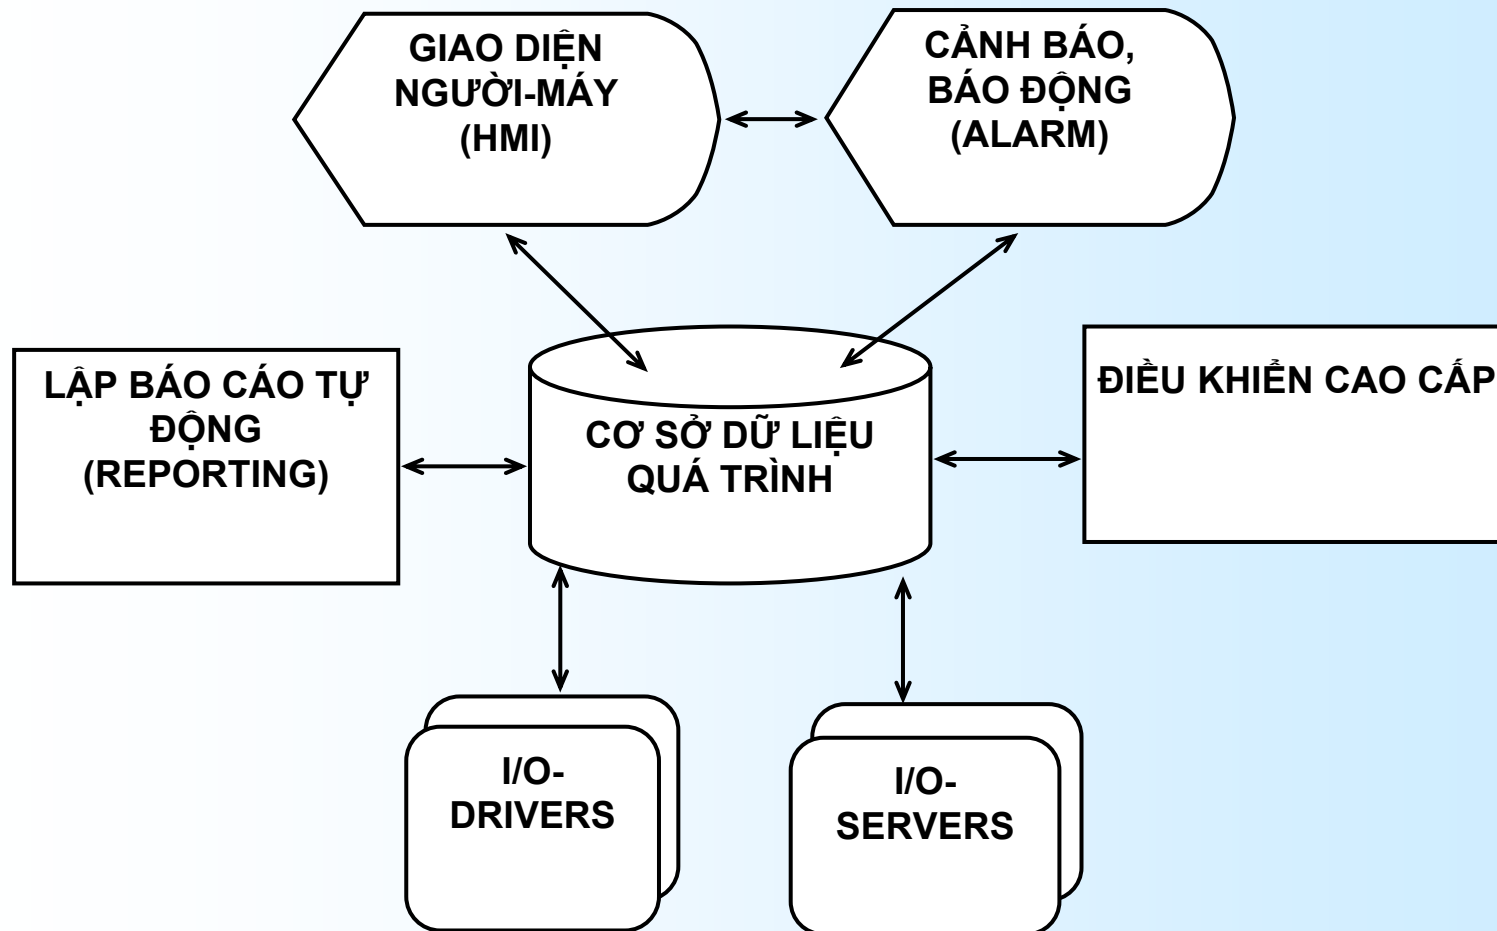 GIAO DIỆN
NGƯỜI-MÁY
(HMI)
CẢNH BÁO,
BÁO ĐỘNG
(ALARM)
LẬP BÁO CÁO TỰ
ĐỘNG
(REPORTING)
CƠ SỞ DỮ LIỆU
QUÁ TRÌNH
ĐIỀU KHIỂN CAO CẤP
I/O-
DRIVERS
I/O-
SERVERS